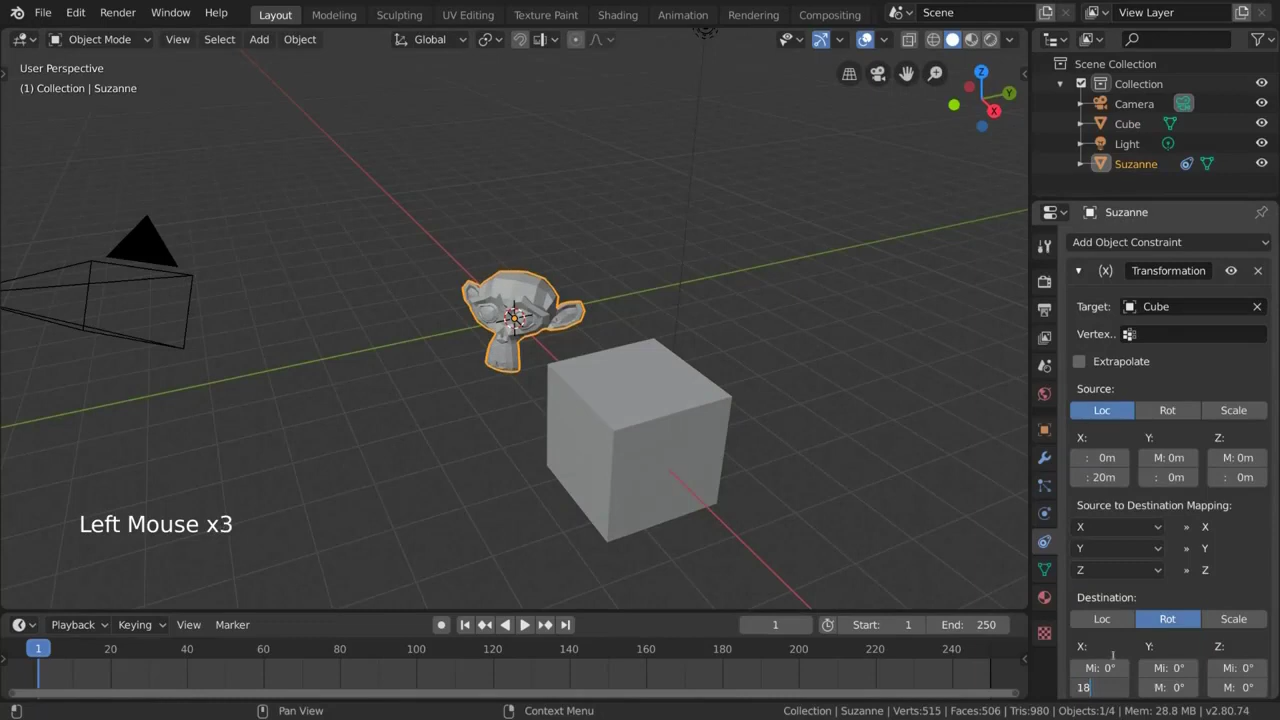 File Edit Render Window Help Layout Modeling Sculpting UV Editing Texture Paint Shading Animation Rendering Compositing Scene View Layer
Object Mode View Select Add Object Global
User Perspective
(1) Collection | Suzanne
Z
Y
X
Left Mouse x3
Scene Collection
Collection
Camera
Cube
Light
Suzanne
Suzanne
Add Object Constraint
Transformation
Target: Cube
Vertex..
Extrapolate
Source:
Loc Rot Scale
X: Y: Z:
: 0m M: 0m M: 0m
: 20m : 0m : 0m
Source to Destination Mapping:
X » X
Y » Y
Z » Z
Destination:
Loc Rot Scale
X: Y: Z:
Mi: 0° Mi: 0° Mi: 0°
18 M: 0° M: 0°
Playback Keying View Marker 1 Start: 1 End: 250
1 20 40 60 80 100 120 140 160 180 200 220 240
Select Pan View Context Menu Collection | Suzanne | Verts:515 | Faces:506 | Tris:980 | Objects:1/4 | Mem: 28.8 MB | v2.80.74